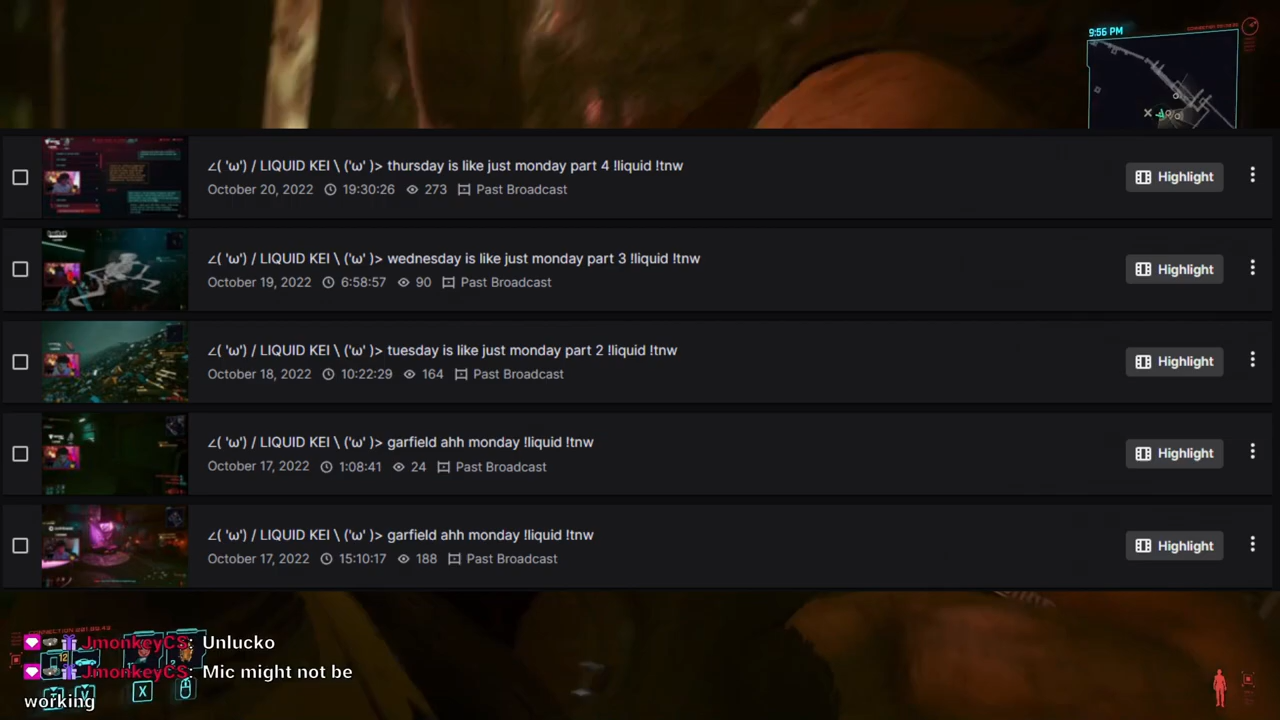 9:56 PM
∠( 'ω') / LIQUID KEI \ ('ω' )> thursday is like just monday part 4 !liquid !tnw
October 20, 2022 19:30:26 273 Past Broadcast
Highlight
∠( 'ω') / LIQUID KEI \ ('ω' )> wednesday is like just monday part 3 !liquid !tnw
October 19, 2022 6:58:57 90 Past Broadcast
Highlight
∠( 'ω') / LIQUID KEI \ ('ω' )> tuesday is like just monday part 2 !liquid !tnw
October 18, 2022 10:22:29 164 Past Broadcast
Highlight
∠( 'ω') / LIQUID KEI \ ('ω' )> garfield ahh monday !liquid !tnw
October 17, 2022 1:08:41 24 Past Broadcast
Highlight
∠( 'ω') / LIQUID KEI \ ('ω' )> garfield ahh monday !liquid !tnw
October 17, 2022 15:10:17 188 Past Broadcast
Highlight
JmonkeyCS: Unlucko
JmonkeyCS: Mic might not be
working
12
X